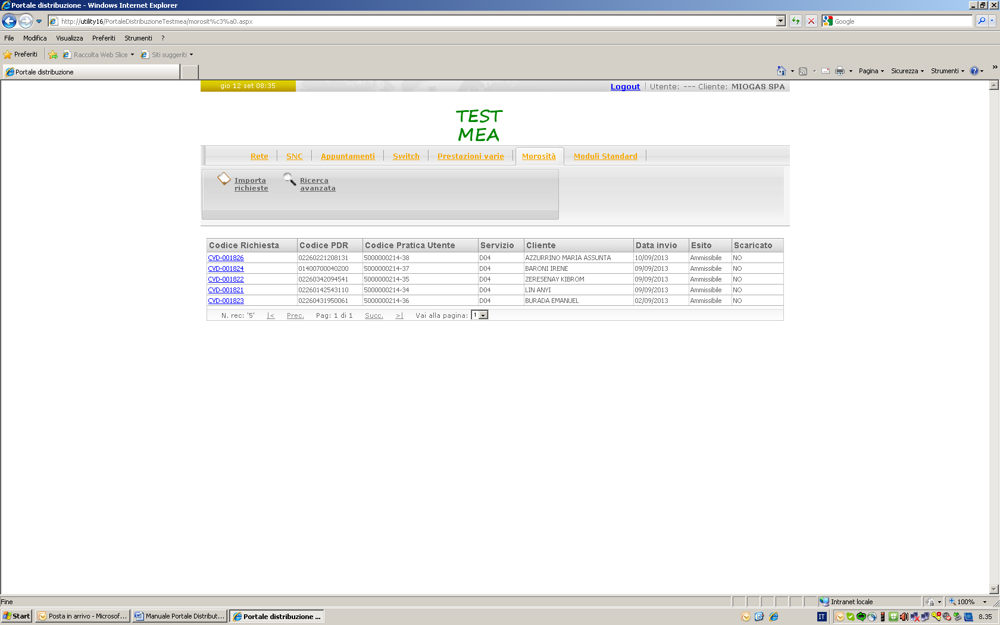 Portale distribuzione - Windows Internet Explorer
http://utility16/PortaleDistribuzioneTestmea/morosit%c3%a0.aspx
Google
File Modifica Visualizza Preferiti Strumenti ?
Preferiti Raccolta Web Slice Siti suggeriti
Portale distribuzione
Pagina Sicurezza Strumenti ?
gio 12 set 08:35
Logout Utente: --- Cliente: MIOGAS SPA
TEST
MEA
Rete SNC Appuntamenti Switch Prestazioni varie Morosità Moduli Standard
Importa
richieste
Ricerca
avanzata
Codice Richiesta Codice PDR Codice Pratica Utente Servizio Cliente Data invio Esito Scaricato
CVD-001826 02260221208131 5000000214-38 D04 AZZURRINO MARIA ASSUNTA 10/09/2013 Ammissibile NO
CVD-001824 01400700040200 5000000214-37 D04 BARONI IRENE 09/09/2013 Ammissibile NO
CVD-001822 02260342094541 5000000214-35 D04 ZERESENAY KIBROM 09/09/2013 Ammissibile NO
CVD-001821 02260142543110 5000000214-34 D04 LIN ANYI 09/09/2013 Ammissibile NO
CVD-001823 02260431950061 5000000214-36 D04 BURADA EMANUEL 02/09/2013 Ammissibile NO
N. rec: '5' |< Prec. Pag: 1 di 1 Succ. >| Vai alla pagina: 1
Fine
Intranet locale
100%
Start Posta in arrivo - Microsof... Manuale Portale Distribut... Portale distribuzione ...
IT
8.35